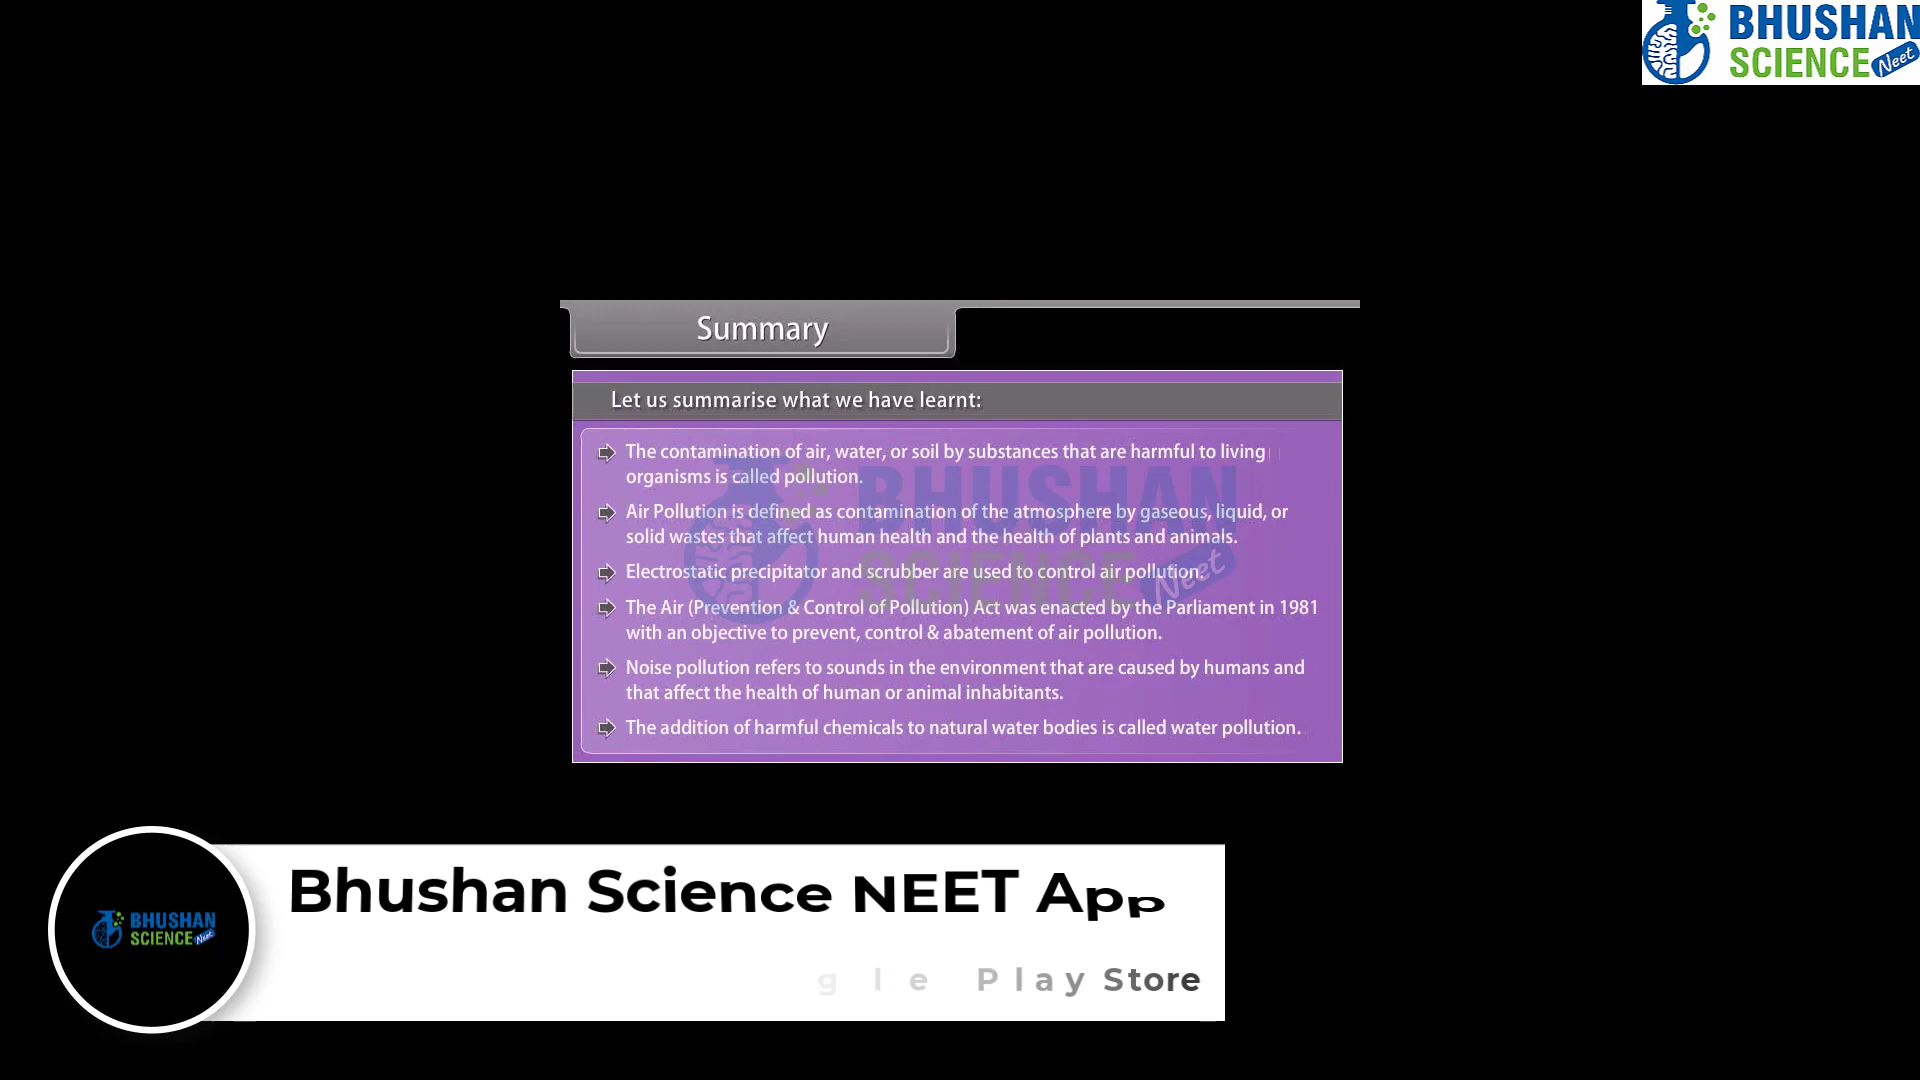 BHUSHAN
SCIENCE Neet
Summary
Let us summarise what we have learnt:
The contamination of air, water, or soil by substances that are harmful to living
organisms is called pollution.
Air Pollution is defined as contamination of the atmosphere by gaseous, liquid, or
solid wastes that affect human health and the health of plants and animals.
Electrostatic precipitator and scrubber are used to control air pollution.
The Air (Prevention & Control of Pollution) Act was enacted by the Parliament in 1981
with an objective to prevent, control & abatement of air pollution.
Noise pollution refers to sounds in the environment that are caused by humans and
that affect the health of human or animal inhabitants.
The addition of harmful chemicals to natural water bodies is called water pollution.
BHUSHAN
SCIENCE Neet
Bhushan Science NEET App
gle Play Store
BHUSHAN
SCIENCE Neet